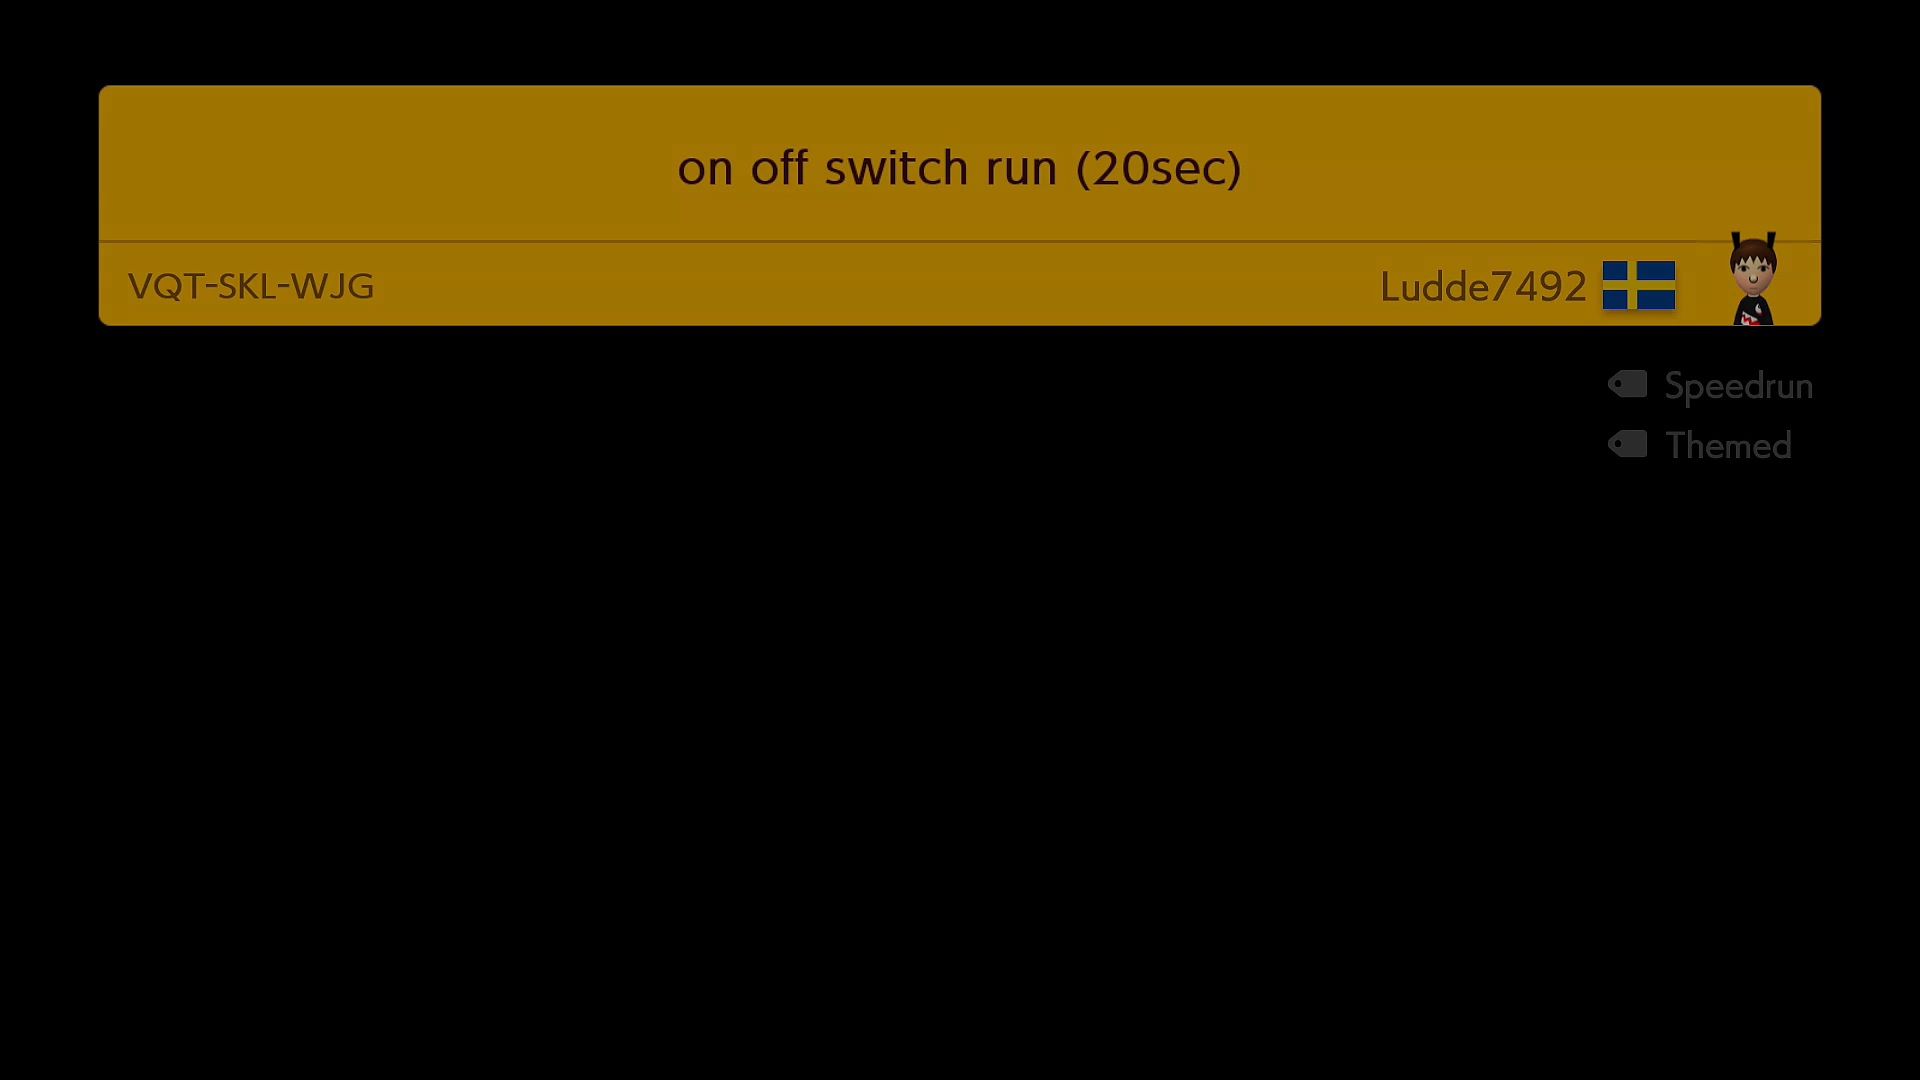 on off switch run (20sec)
VQT-SKL-WJG
Ludde7492
Speedrun
Themed